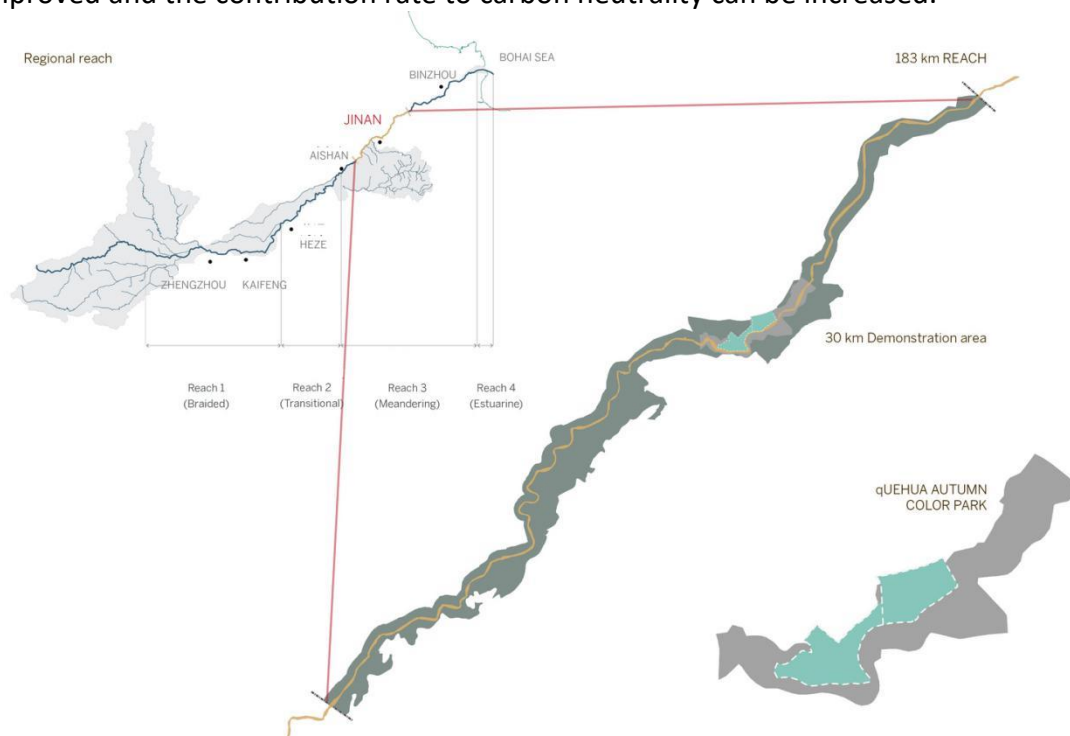 proved and the contribution rate to carbon neutrality can be increased.
Regional reach
BOHAI SEA
183 km REACH
BINZHOU
JINAN
AISHAN
HEZE
ZHENGZHOU
KAIFENG
30 km Demonstration area
Reach 1
(Braided)
Reach 2
(Transitional)
Reach 3
(Meandering)
Reach 4
(Estuarine)
qUEHUA AUTUMN
COLOR PARK